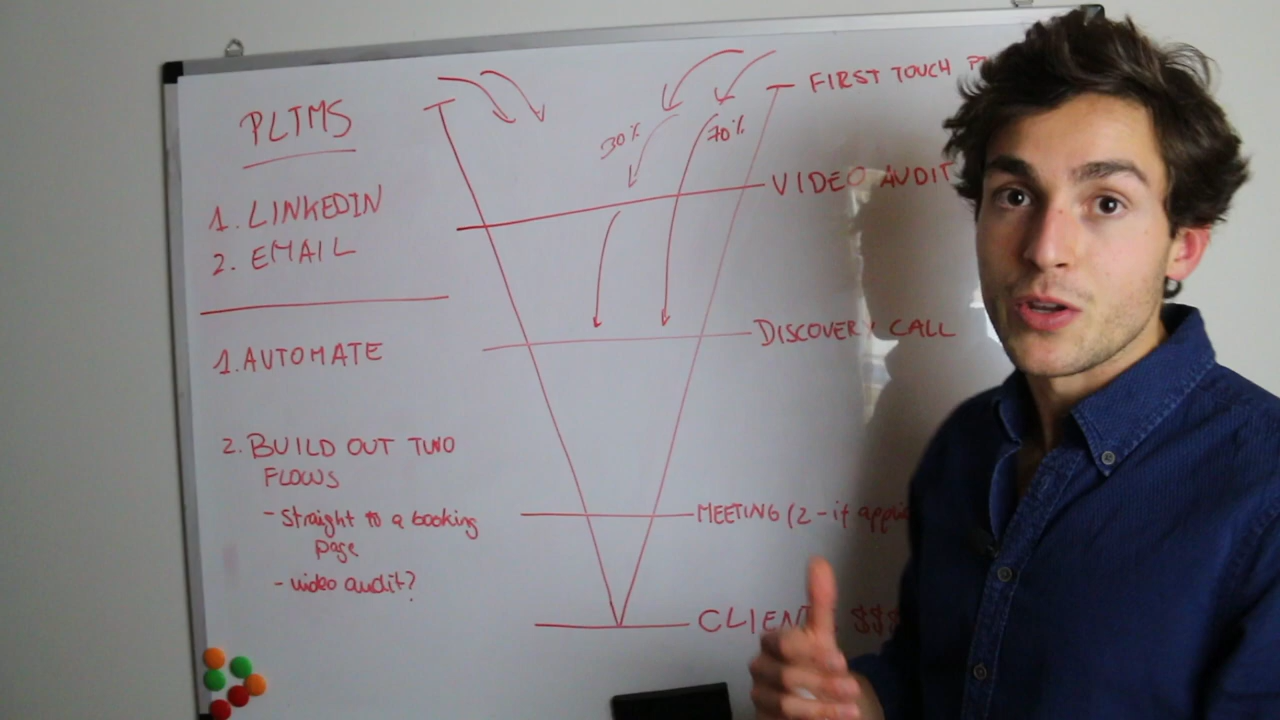 PLTMS
1. LINKEDIN
2. EMAIL
1. AUTOMATE
2. BUILD OUT TWO
FLOWS
- straight to a booking
page
- video audit?
30%
70%
FIRST TOUCH
VIDEO AUDIT
DISCOVERY CALL
MEETING (2 - if
CLIENT $$$